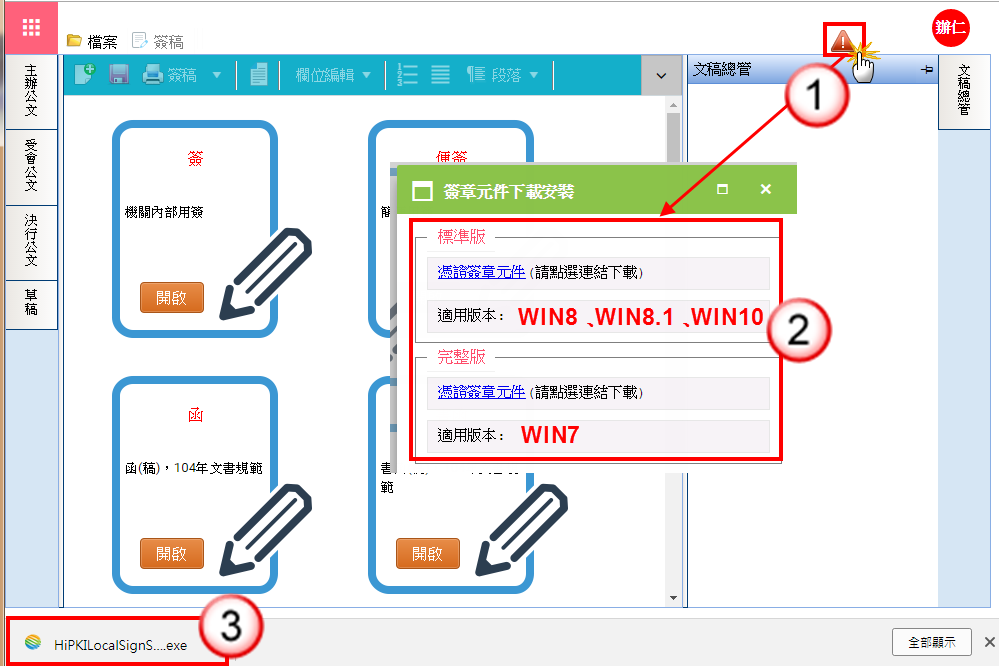 檔案 簽稿
辦仁
主辦公文
受會公文
決行公文
草稿
簽稿 欄位編輯 段落
文稿總管
文稿總管
1
簽
機關內部用簽
開啟
便簽
簽章元件下載安裝
標準版
憑證簽章元件 (請點選連結下載)
適用版本： WIN8 、WIN8.1 、WIN10
2
完整版
憑證簽章元件 (請點選連結下載)
適用版本： WIN7
函
函(稿)，104年文書規範
開啟
範
開啟
3
HiPKILocalSignS....exe
全部顯示